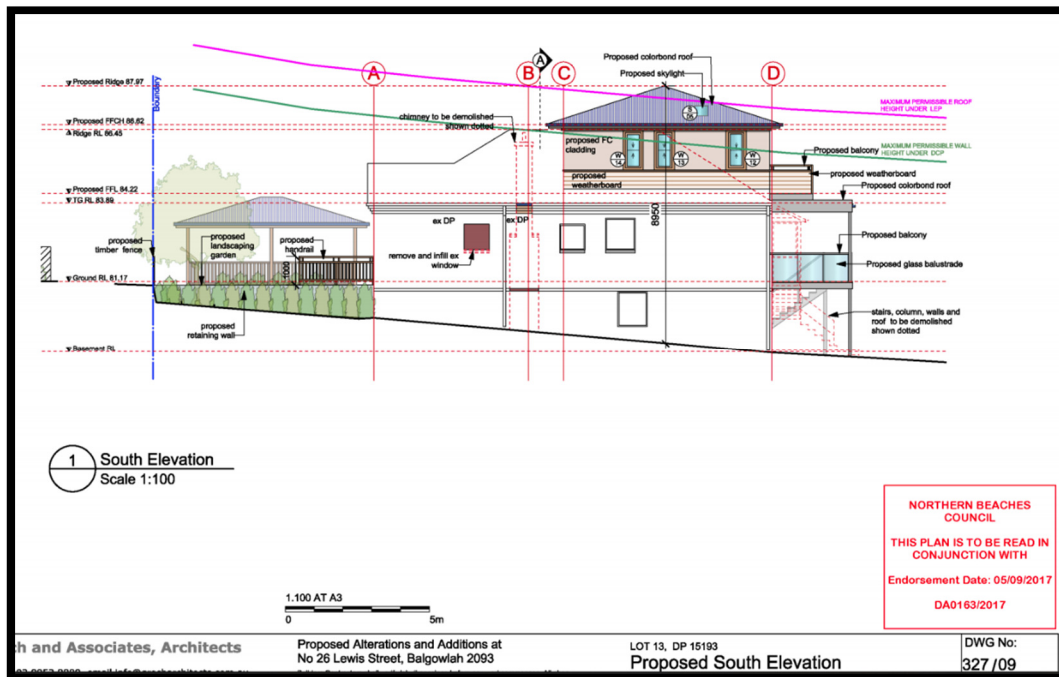 Proposed Ridge 87.97
Boundary
A
B
A
C
D
Proposed colorbond roof
Proposed skylight
MAXIMUM PERMISSIBLE ROOF
HEIGHT UNDER LEP
Proposed FFCH 86.62
Ridge RL 86.45
chimney to be demolished
shown dotted
proposed FC
cladding
MAXIMUM PERMISSIBLE WALL
HEIGHT UNDER DCP
Proposed balcony
proposed weatherboard
proposed
weatherboard
Proposed colorbond roof
Proposed FFL 84.22
TG RL 83.89
ex DP
ex DP
8950
proposed
timber fence
proposed
landscaping
garden
proposed
handrail
1000
remove and infill ex
window
Proposed balcony
Proposed glass balustrade
Ground RL 81.17
proposed
retaining wall
stairs, column, walls and
roof to be demolished
shown dotted
Basement RL
1 South Elevation
Scale 1:100
NORTHERN BEACHES
COUNCIL
THIS PLAN IS TO BE READ IN
CONJUNCTION WITH
Endorsement Date: 05/09/2017
DA0163/2017
1.100 AT A3
0 5m
h and Associates, Architects
Proposed Alterations and Additions at
No 26 Lewis Street, Balgowlah 2093
LOT 13, DP 15193
Proposed South Elevation
DWG No:
327/09